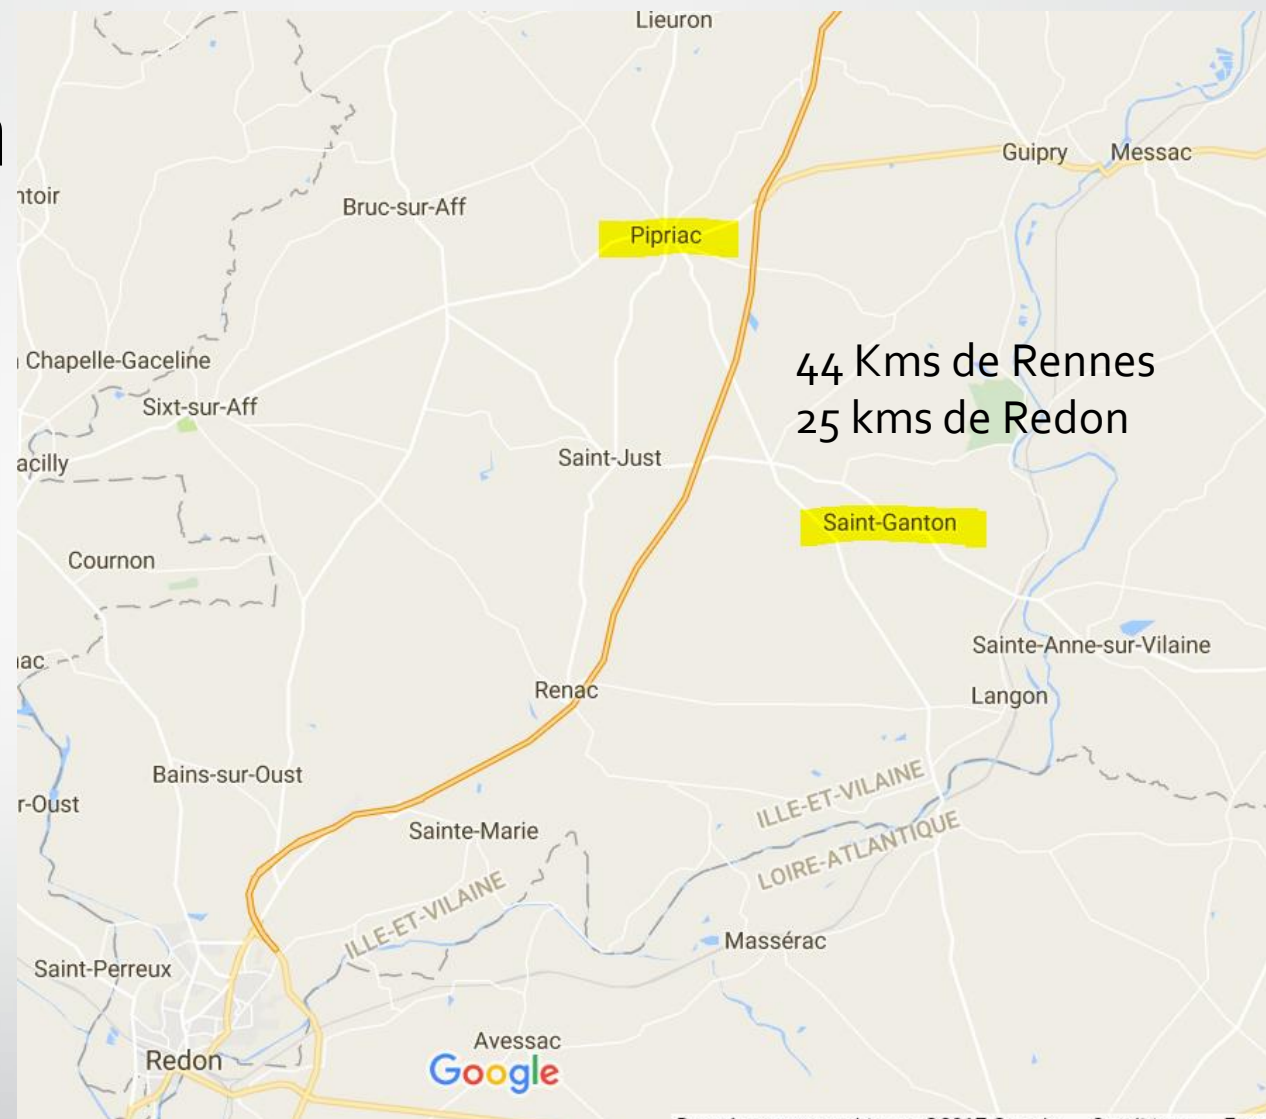 Lieuron
Guipry
Messac
ntoir
Bruc-sur-Aff
Pipriac
44 Kms de Rennes
25 kms de Redon
Chapelle-Gaceline
Sixt-sur-Aff
acilly
Saint-Just
Saint-Ganton
Cournon
Sainte-Anne-sur-Vilaine
ac
Renac
Langon
Bains-sur-Oust
r-Oust
ILLE-ET-VILAINE
LOIRE-ATLANTIQUE
Sainte-Marie
ILLE-ET-VILAINE
Massérac
Saint-Perreux
Avessac
Redon
Google